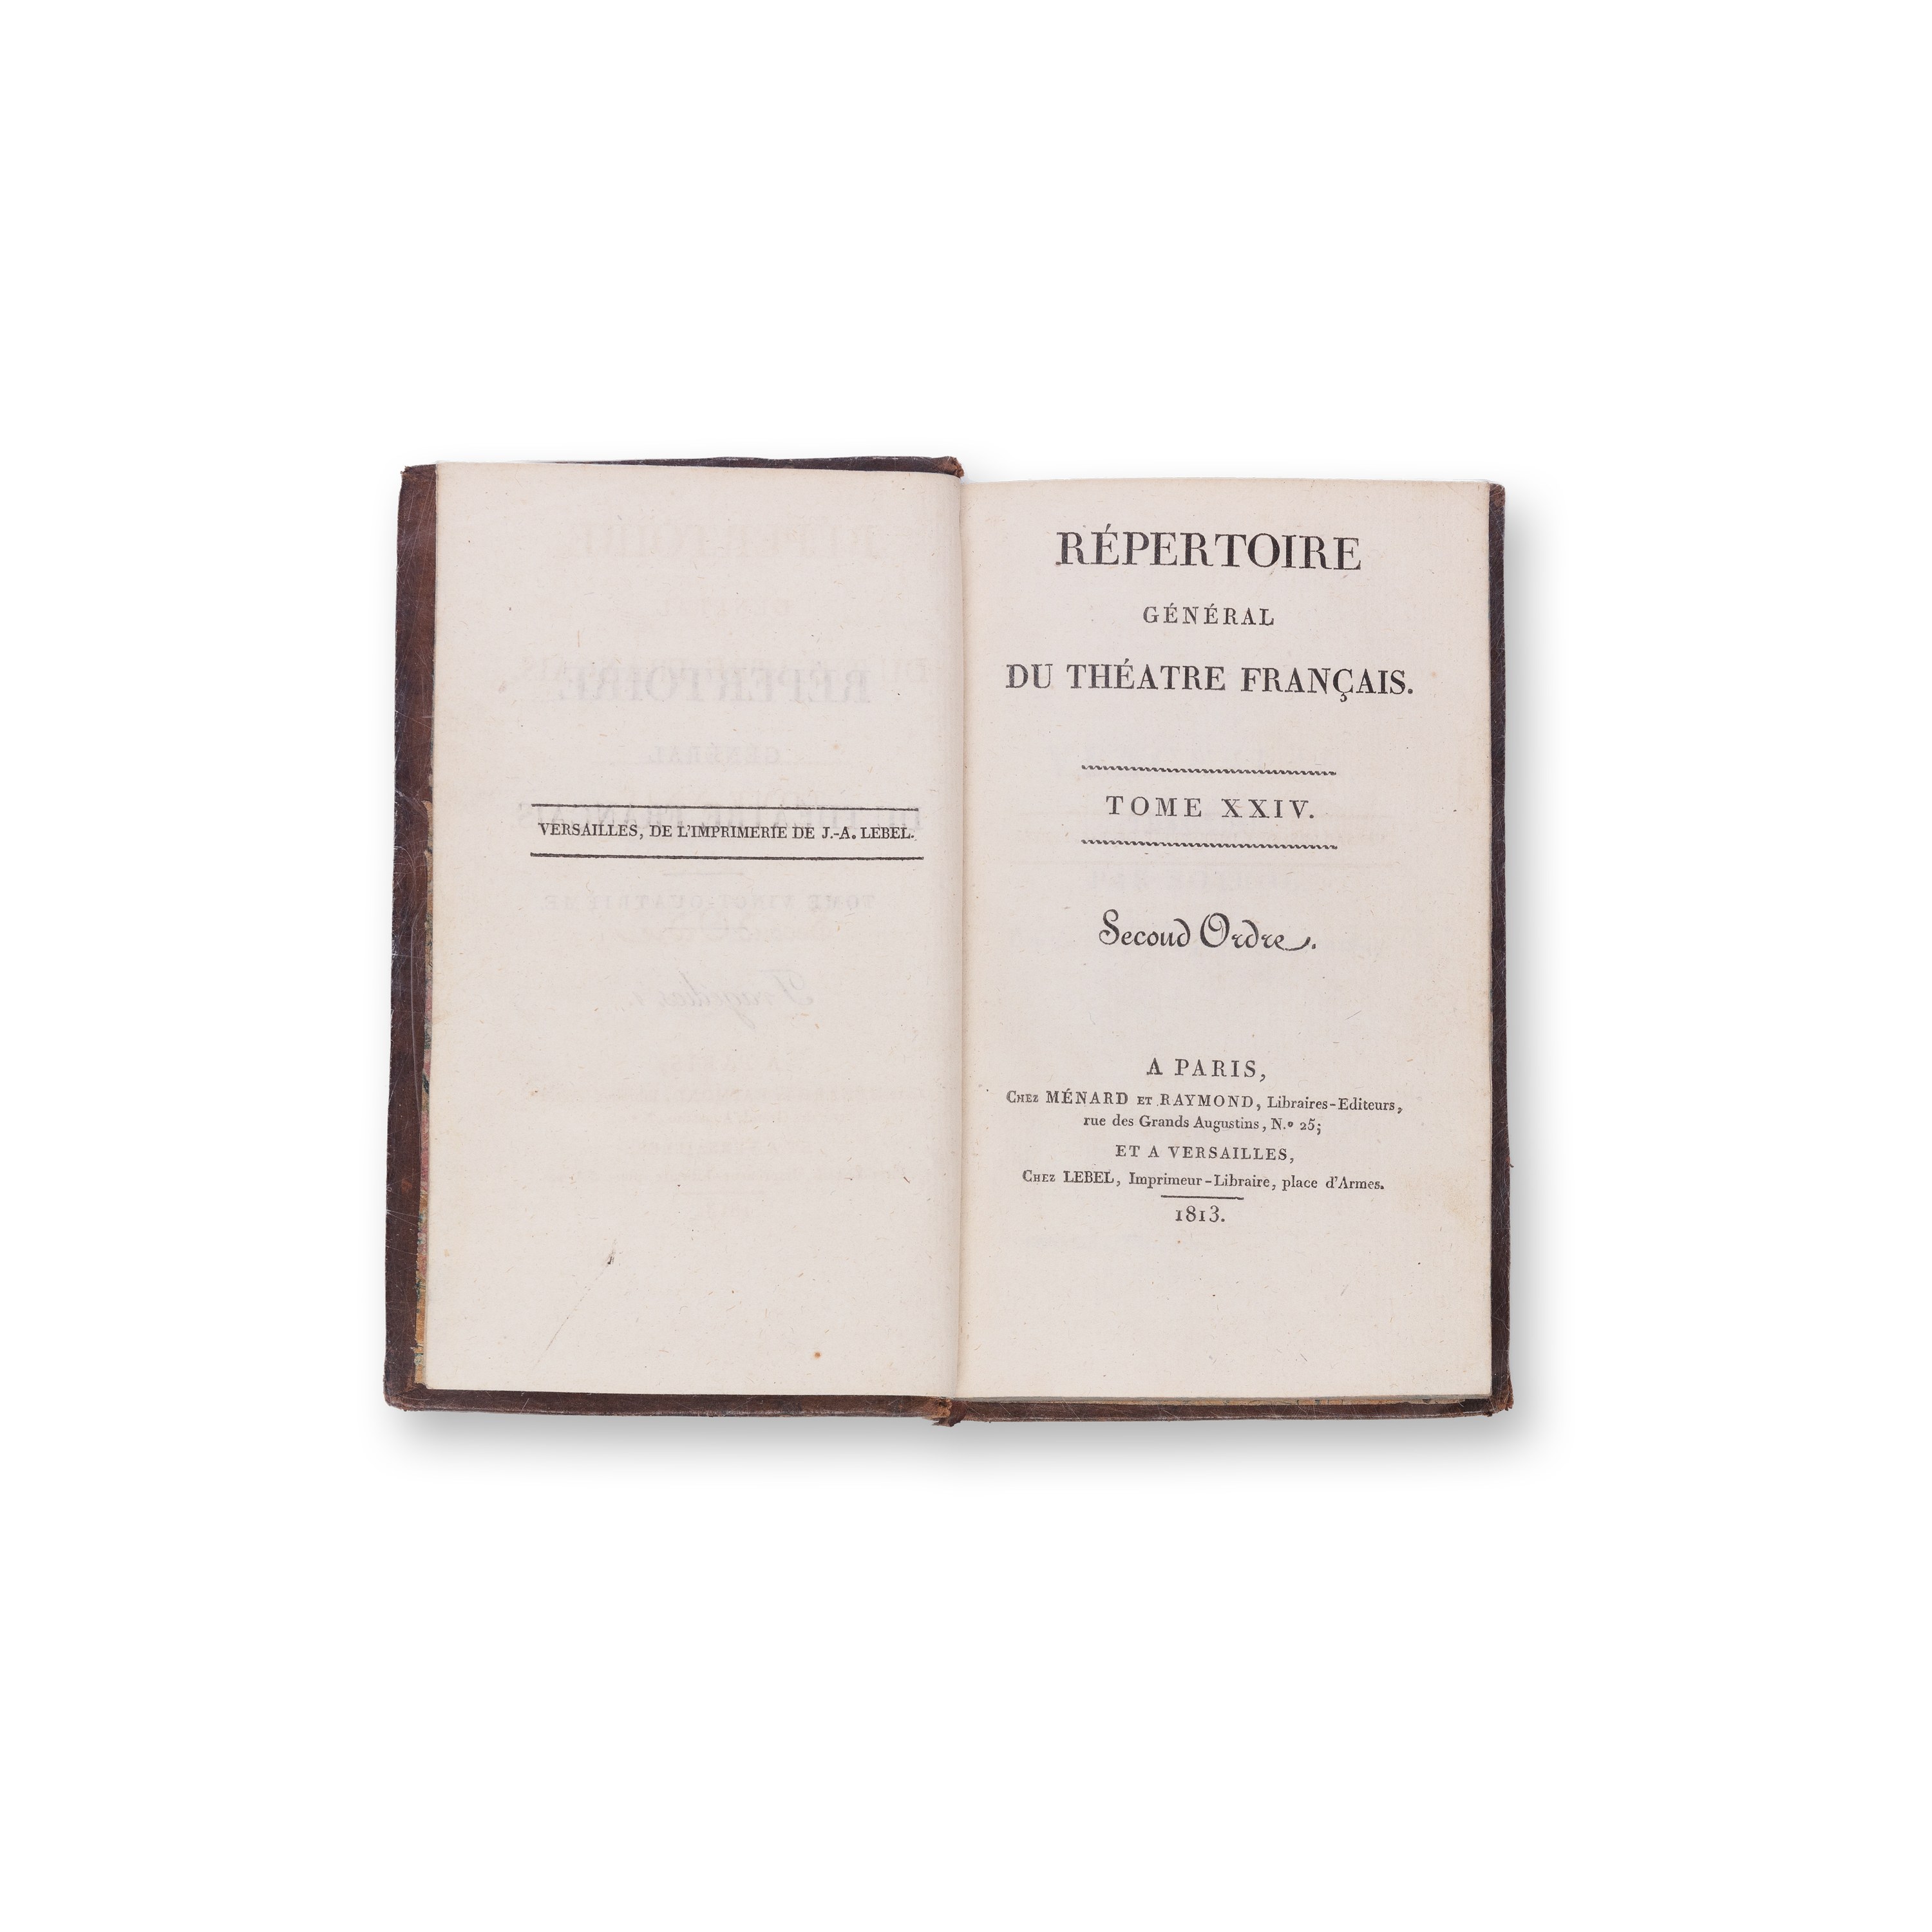 VERSAILLES, DE L'IMPRIMERIE DE J.-A. LEBEL.
RÉPERTOIRE
GÉNÉRAL
DU THÉATRE FRANÇAIS.
TOME XXIV.
Second Ordre.
A PARIS,
CHEZ MÉNARD ET RAYMOND, Libraires-Editeurs,
rue des Grands Augustins, N.º 25;
ET A VERSAILLES,
CHEZ LEBEL, Imprimeur-Libraire, place d'Armes.
1813.